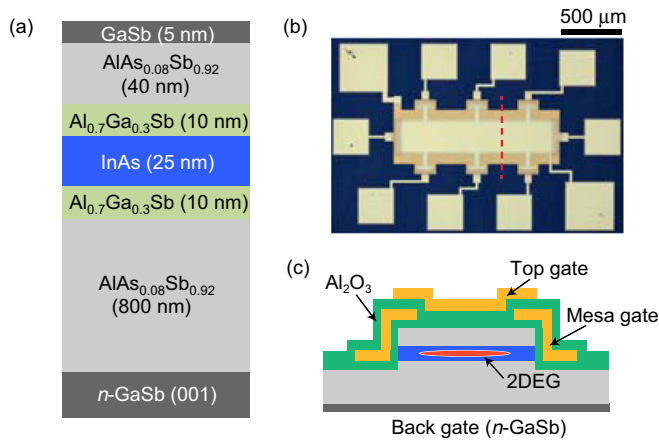 (a)
GaSb (5 nm)
AlAs₀.₀₈Sb₀.₉₂
(40 nm)
Al₀.₇Ga₀.₃Sb (10 nm)
InAs (25 nm)
Al₀.₇Ga₀.₃Sb (10 nm)
AlAs₀.₀₈Sb₀.₉₂
(800 nm)
n-GaSb (001)
(b)
500 μm
(c)
Al₂O₃
Top gate
Mesa gate
2DEG
Back gate (n-GaSb)